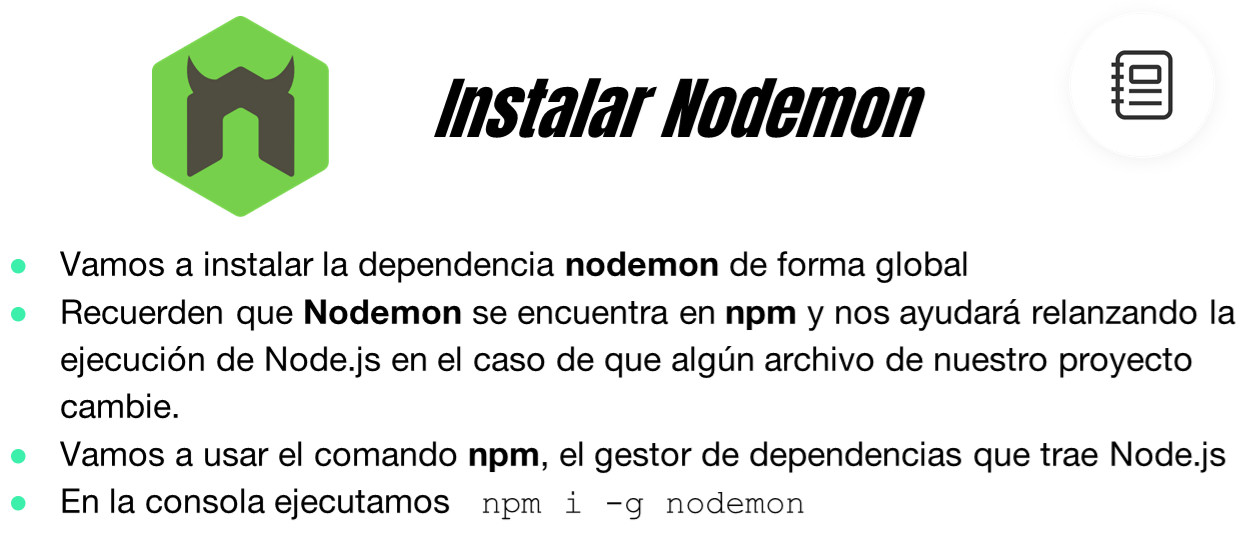 Instalar Nodemon
● Vamos a instalar la dependencia nodemon de forma global
● Recuerden que Nodemon se encuentra en npm y nos ayudará relanzando la
ejecución de Node.js en el caso de que algún archivo de nuestro proyecto
cambie.
● Vamos a usar el comando npm, el gestor de dependencias que trae Node.js
● En la consola ejecutamos npm i -g nodemon